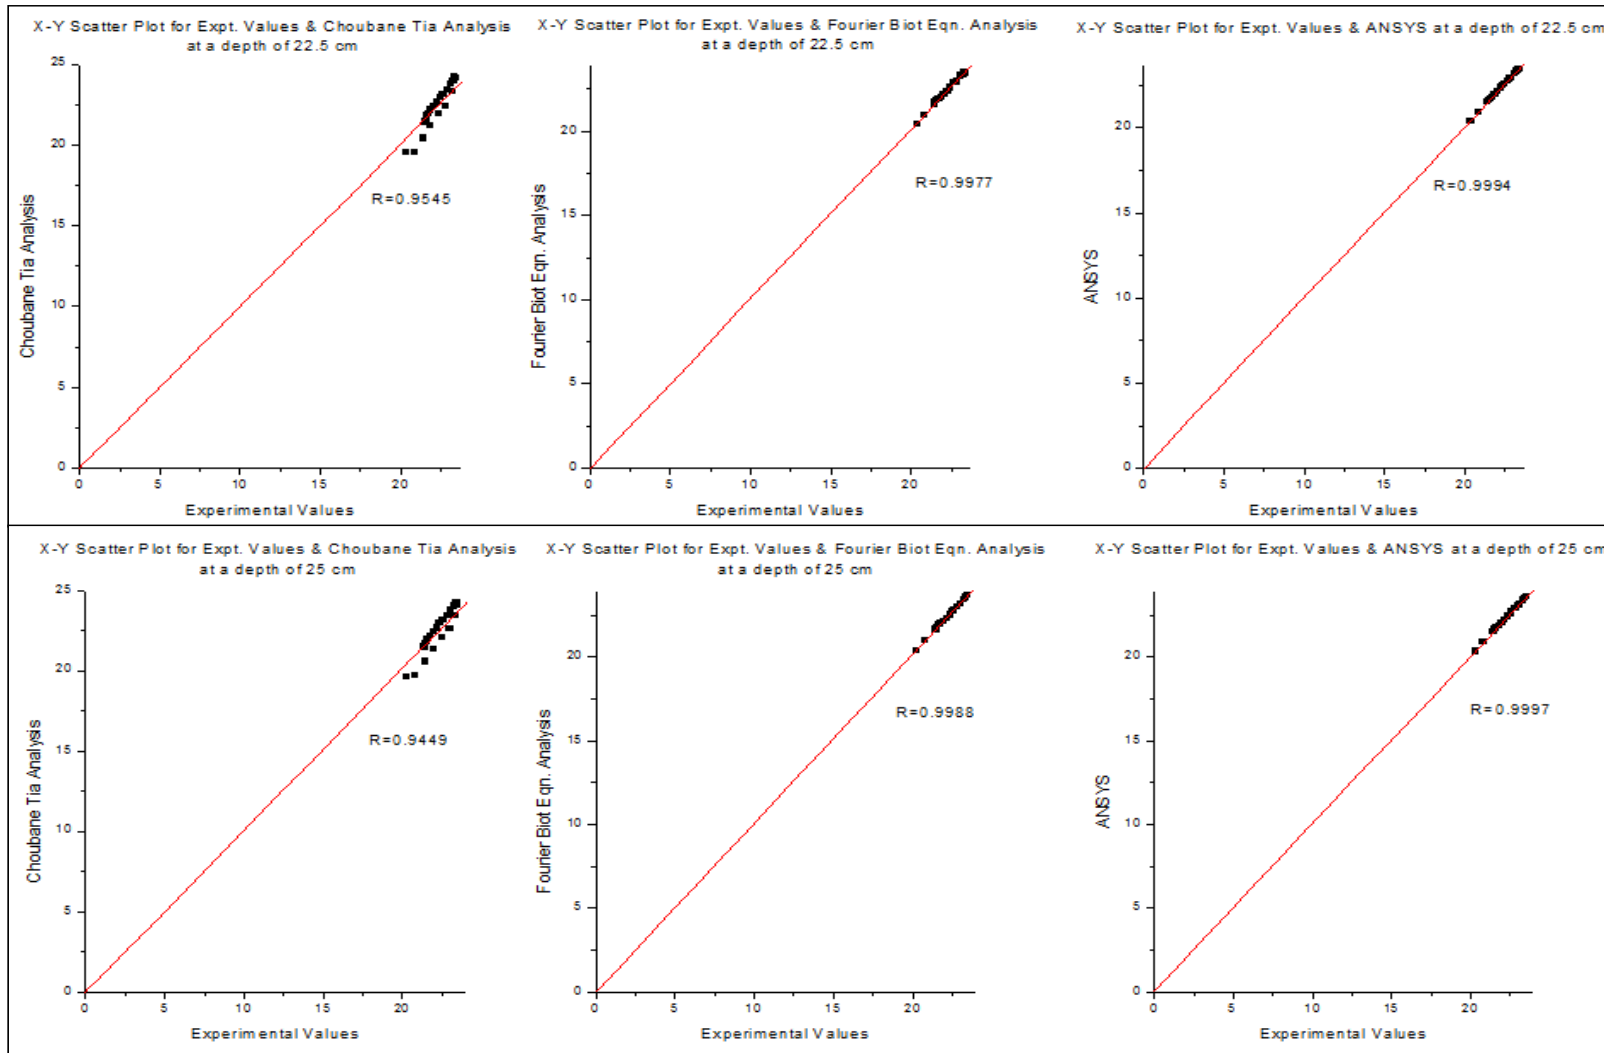 X-Y Scatter Plot for Expt. Values & Choubane Tia Analysis
at a depth of 22.5 cm
25
20
15
10
5
0
0
5
10
15
20
R=0.9545
Choubane Tia Analysis
Experimental Values
X-Y Scatter Plot for Expt. Values & Fourier Biot Eqn. Analysis
at a depth of 22.5 cm
20
15
10
5
0
0
5
10
15
20
R=0.9977
Fourier Biot Eqn. Analysis
Experimental Values
X-Y Scatter Plot for Expt. Values & ANSYS at a depth of 22.5 cm
20
15
10
5
0
0
5
10
15
20
R=0.9994
ANSYS
Experimental Values
X-Y Scatter Plot for Expt. Values & Choubane Tia Analysis
at a depth of 25 cm
25
20
15
10
5
0
0
5
10
15
20
R=0.9449
Choubane Tia Analysis
Experimental Values
X-Y Scatter Plot for Expt. Values & Fourier Biot Eqn. Analysis
at a depth of 25 cm
20
15
10
5
0
0
5
10
15
20
R=0.9988
Fourier Biot Eqn. Analysis
Experimental Values
X-Y Scatter Plot for Expt. Values & ANSYS at a depth of 25 cm
20
15
10
5
0
0
5
10
15
20
R=0.9997
ANSYS
Experimental Values